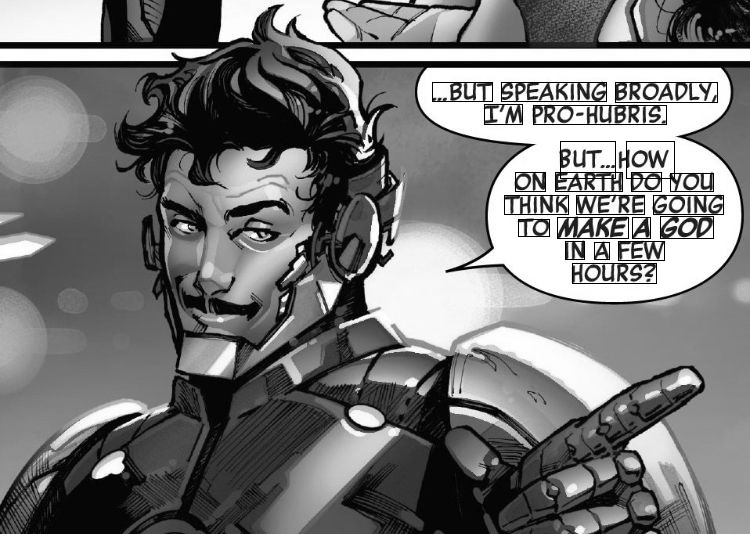 ...BUT SPEAKING BROADLY,
I'M PRO-HUBRIS.
BUT...HOW
ON EARTH DO YOU
THINK WE'RE GOING
TO MAKE A GOD
IN A FEW
HOURS?